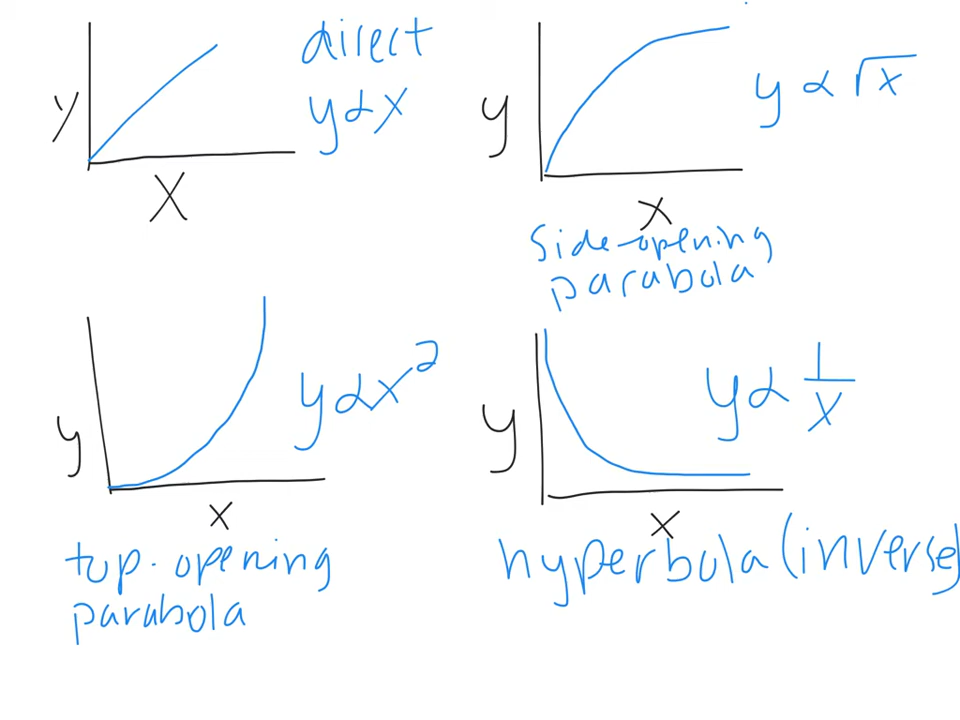 direct
y ∝ x
y
x
y ∝ √x
y
x
side-opening
parabola
y ∝ x²
y
x
top-opening
parabola
y ∝ 1/x
y
x
hyperbola (inverse)